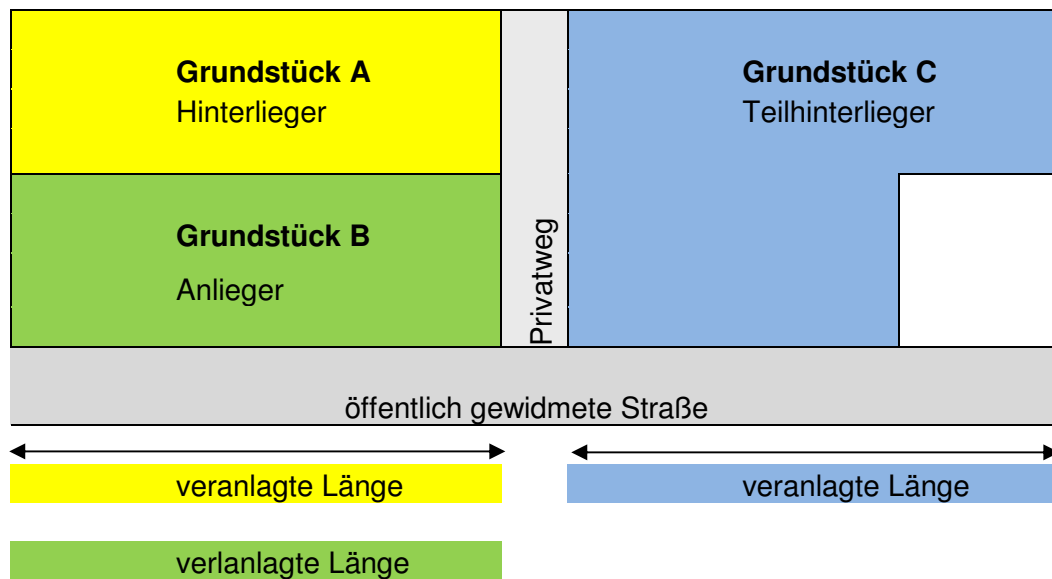 Grundstück A
Hinterlieger
Grundstück B
Anlieger
Privatweg
Grundstück C
Teilhinterlieger
öffentlich gewidmete Straße
veranlagte Länge
veranlagte Länge
verlanlagte Länge